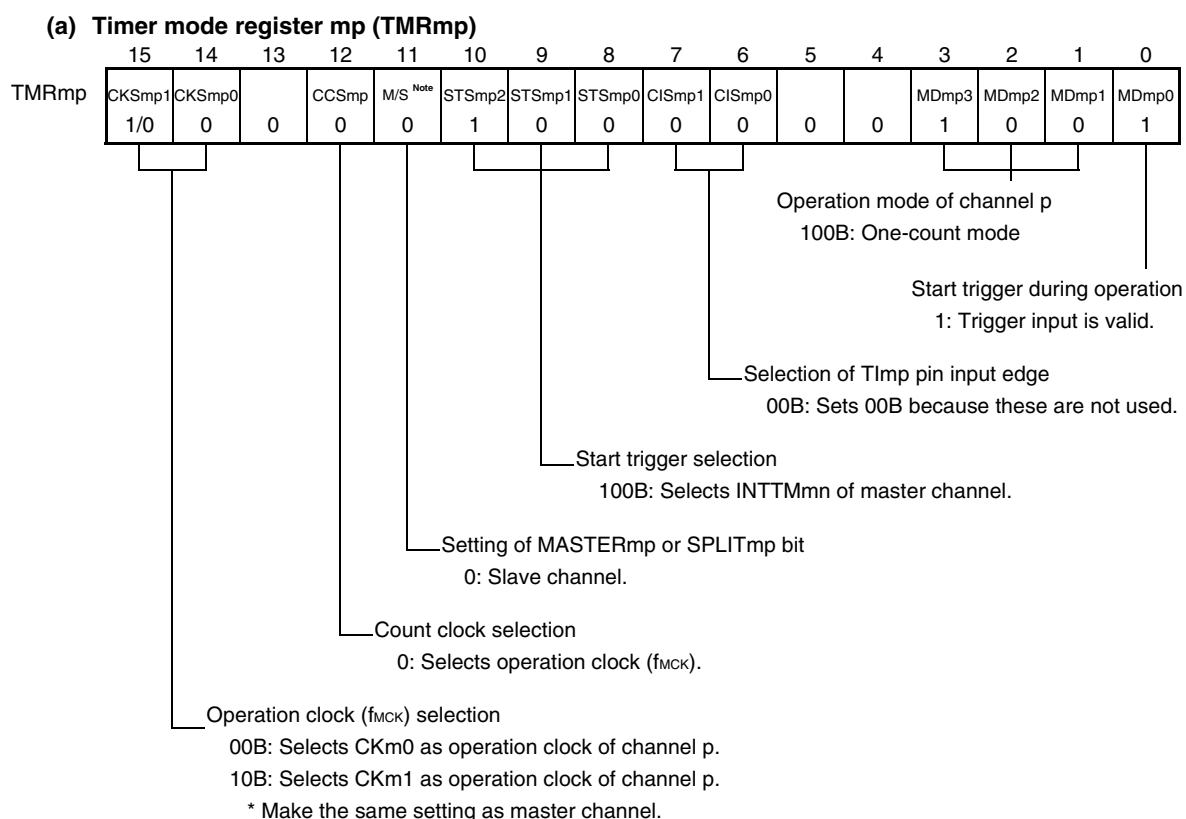 (a) Timer mode register mp (TMRmp)
15 14 13 12 11 10 9 8 7 6 5 4 3 2 1 0
TMRmp CKSmp1 CKSmp0 CCSmp M/S Note STSmp2 STSmp1 STSmp0 CISmp1 CISmp0 MDmp3 MDmp2 MDmp1 MDmp0
1/0 0 0 0 0 1 0 0 0 0 0 0 1 0 0 1
Operation mode of channel p
100B: One-count mode
Start trigger during operation
1: Trigger input is valid.
Selection of TImp pin input edge
00B: Sets 00B because these are not used.
Start trigger selection
100B: Selects INTTMmn of master channel.
Setting of MASTERmp or SPLITmp bit
0: Slave channel.
Count clock selection
0: Selects operation clock (fMCK).
Operation clock (fMCK) selection
00B: Selects CKm0 as operation clock of channel p.
10B: Selects CKm1 as operation clock of channel p.
* Make the same setting as master channel.